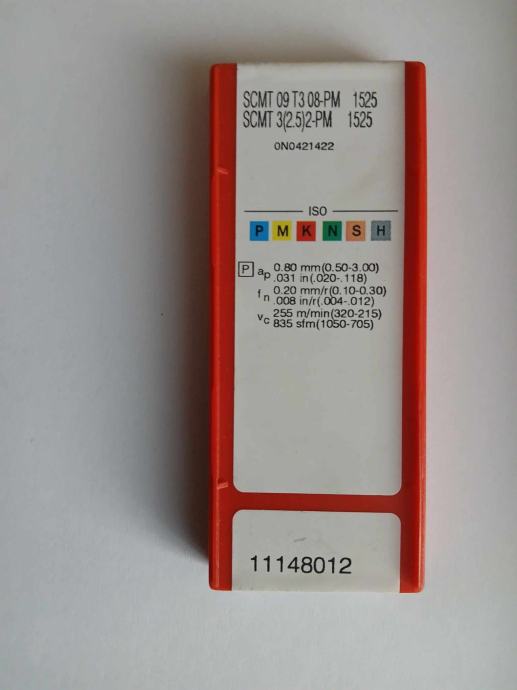 SCMT 09 T3 08-PM 1525
SCMT 3(2.5)2-PM 1525
0N0421422
ISO
P M K N S H
P ap 0.80 mm(0.50-3.00)
.031 in(.020-.118)
fn 0.20 mm/r(0.10-0.30)
.008 in/r(.004-.012)
vc 255 m/min(320-215)
835 sfm(1050-705)
11148012